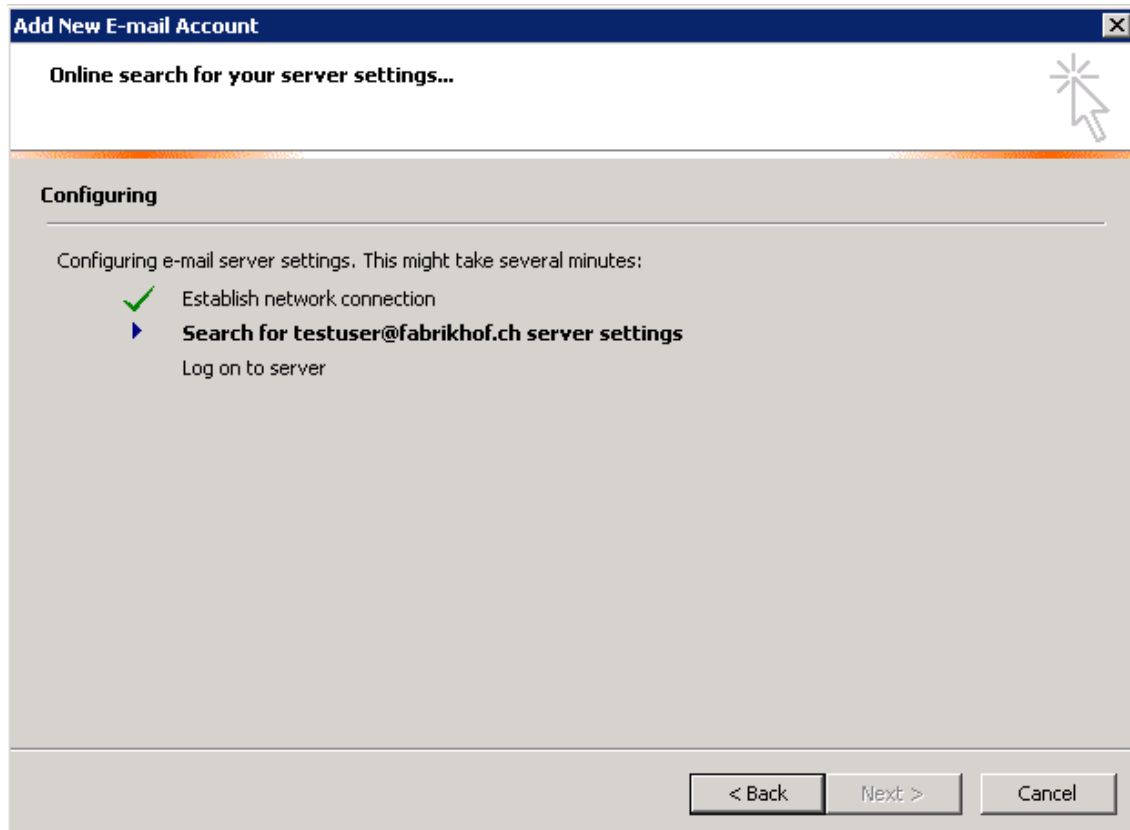 Add New E-mail Account
Online search for your server settings...
Configuring
Configuring e-mail server settings. This might take several minutes:
Establish network connection
Search for testuser@fabrikhof.ch server settings
Log on to server
< Back Next > Cancel